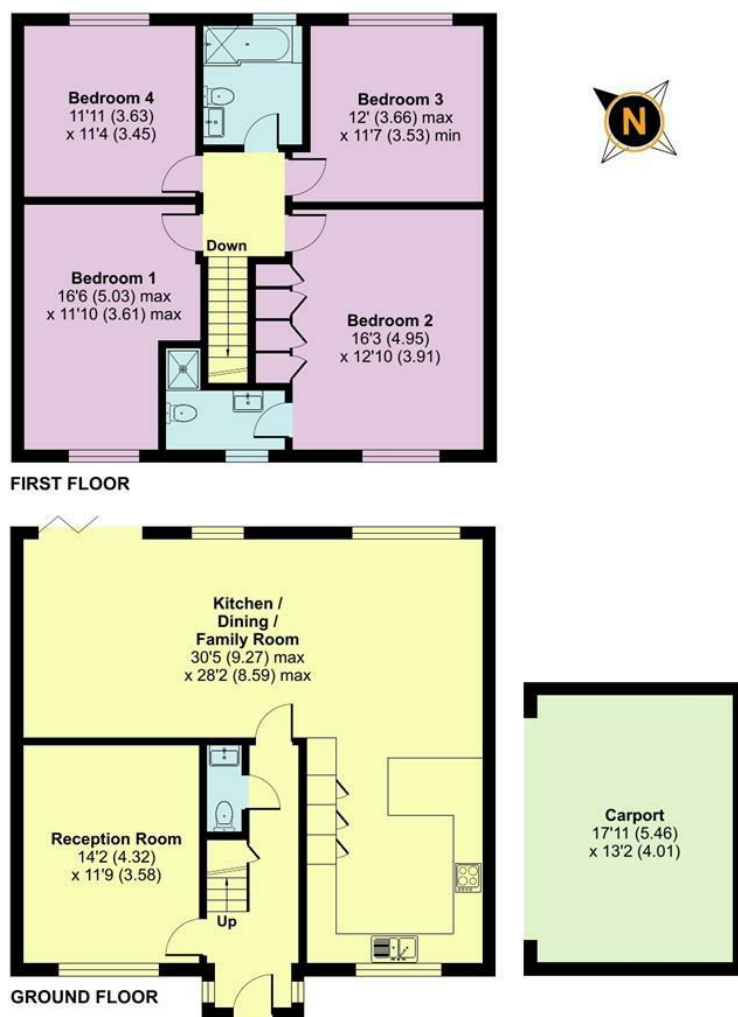 Bedroom 4
11'11 (3.63)
x 11'4 (3.45)
Bedroom 3
12' (3.66) max
x 11'7 (3.53) min
N
Down
Bedroom 1
16'6 (5.03) max
x 11'10 (3.61) max
Bedroom 2
16'3 (4.95)
x 12'10 (3.91)
FIRST FLOOR
Kitchen /
Dining /
Family Room
30'5 (9.27) max
x 28'2 (8.59) max
Reception Room
14'2 (4.32)
x 11'9 (3.58)
Up
Carport
17'11 (5.46)
x 13'2 (4.01)
GROUND FLOOR